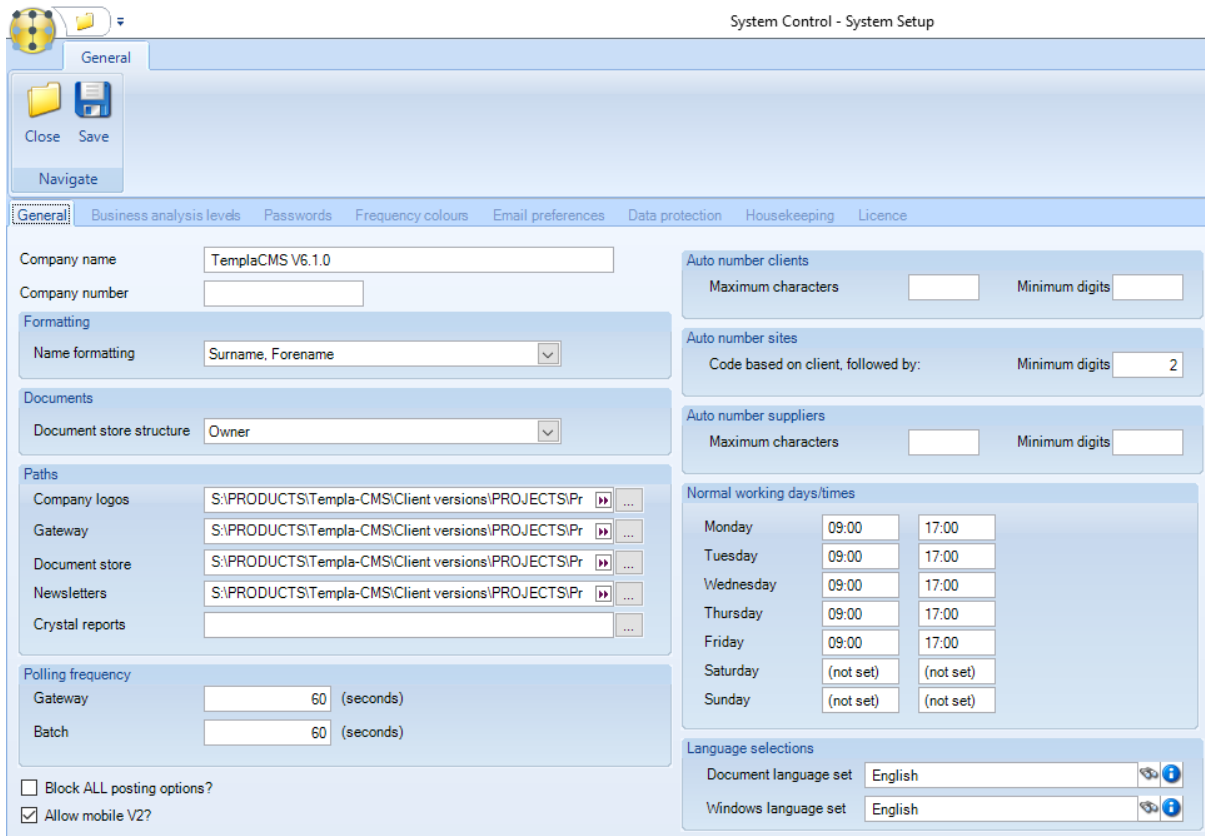 System Control - System Setup
General
Close Save
Navigate
General Business analysis levels Passwords Frequency colours Email preferences Data protection Housekeeping Licence
Company name TemplaCMS V6.1.0
Company number
Formatting
Name formatting Surname, Forename
Documents
Document store structure Owner
Paths
Company logos S:\PRODUCTS\Templa-CMS\Client versions\PROJECTS\Pr ...
Gateway S:\PRODUCTS\Templa-CMS\Client versions\PROJECTS\Pr ...
Document store S:\PRODUCTS\Templa-CMS\Client versions\PROJECTS\Pr ...
Newsletters S:\PRODUCTS\Templa-CMS\Client versions\PROJECTS\Pr ...
Crystal reports ...
Polling frequency
Gateway 60 (seconds)
Batch 60 (seconds)
Block ALL posting options?
Allow mobile V2?
Auto number clients
Maximum characters Minimum digits
Auto number sites
Code based on client, followed by: Minimum digits 2
Auto number suppliers
Maximum characters Minimum digits
Normal working days/times
Monday 09:00 17:00
Tuesday 09:00 17:00
Wednesday 09:00 17:00
Thursday 09:00 17:00
Friday 09:00 17:00
Saturday (not set) (not set)
Sunday (not set) (not set)
Language selections
Document language set English
Windows language set English